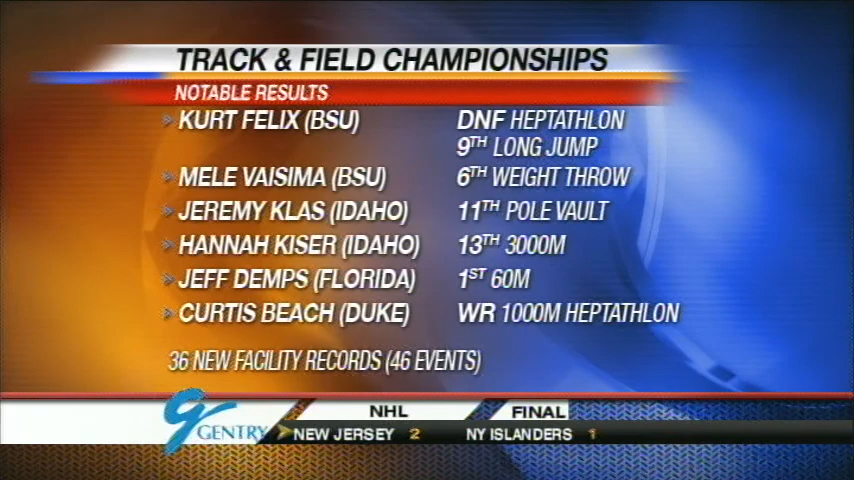 TRACK & FIELD CHAMPIONSHIPS
NOTABLE RESULTS
KURT FELIX (BSU) DNF HEPTATHLON
9TH LONG JUMP
MELE VAISIMA (BSU) 6TH WEIGHT THROW
JEREMY KLAS (IDAHO) 11TH POLE VAULT
HANNAH KISER (IDAHO) 13TH 3000M
JEFF DEMPS (FLORIDA) 1ST 60M
CURTIS BEACH (DUKE) WR 1000M HEPTATHLON
36 NEW FACILITY RECORDS (46 EVENTS)
NHL FINAL
GENTRY NEW JERSEY 2 NY ISLANDERS 1